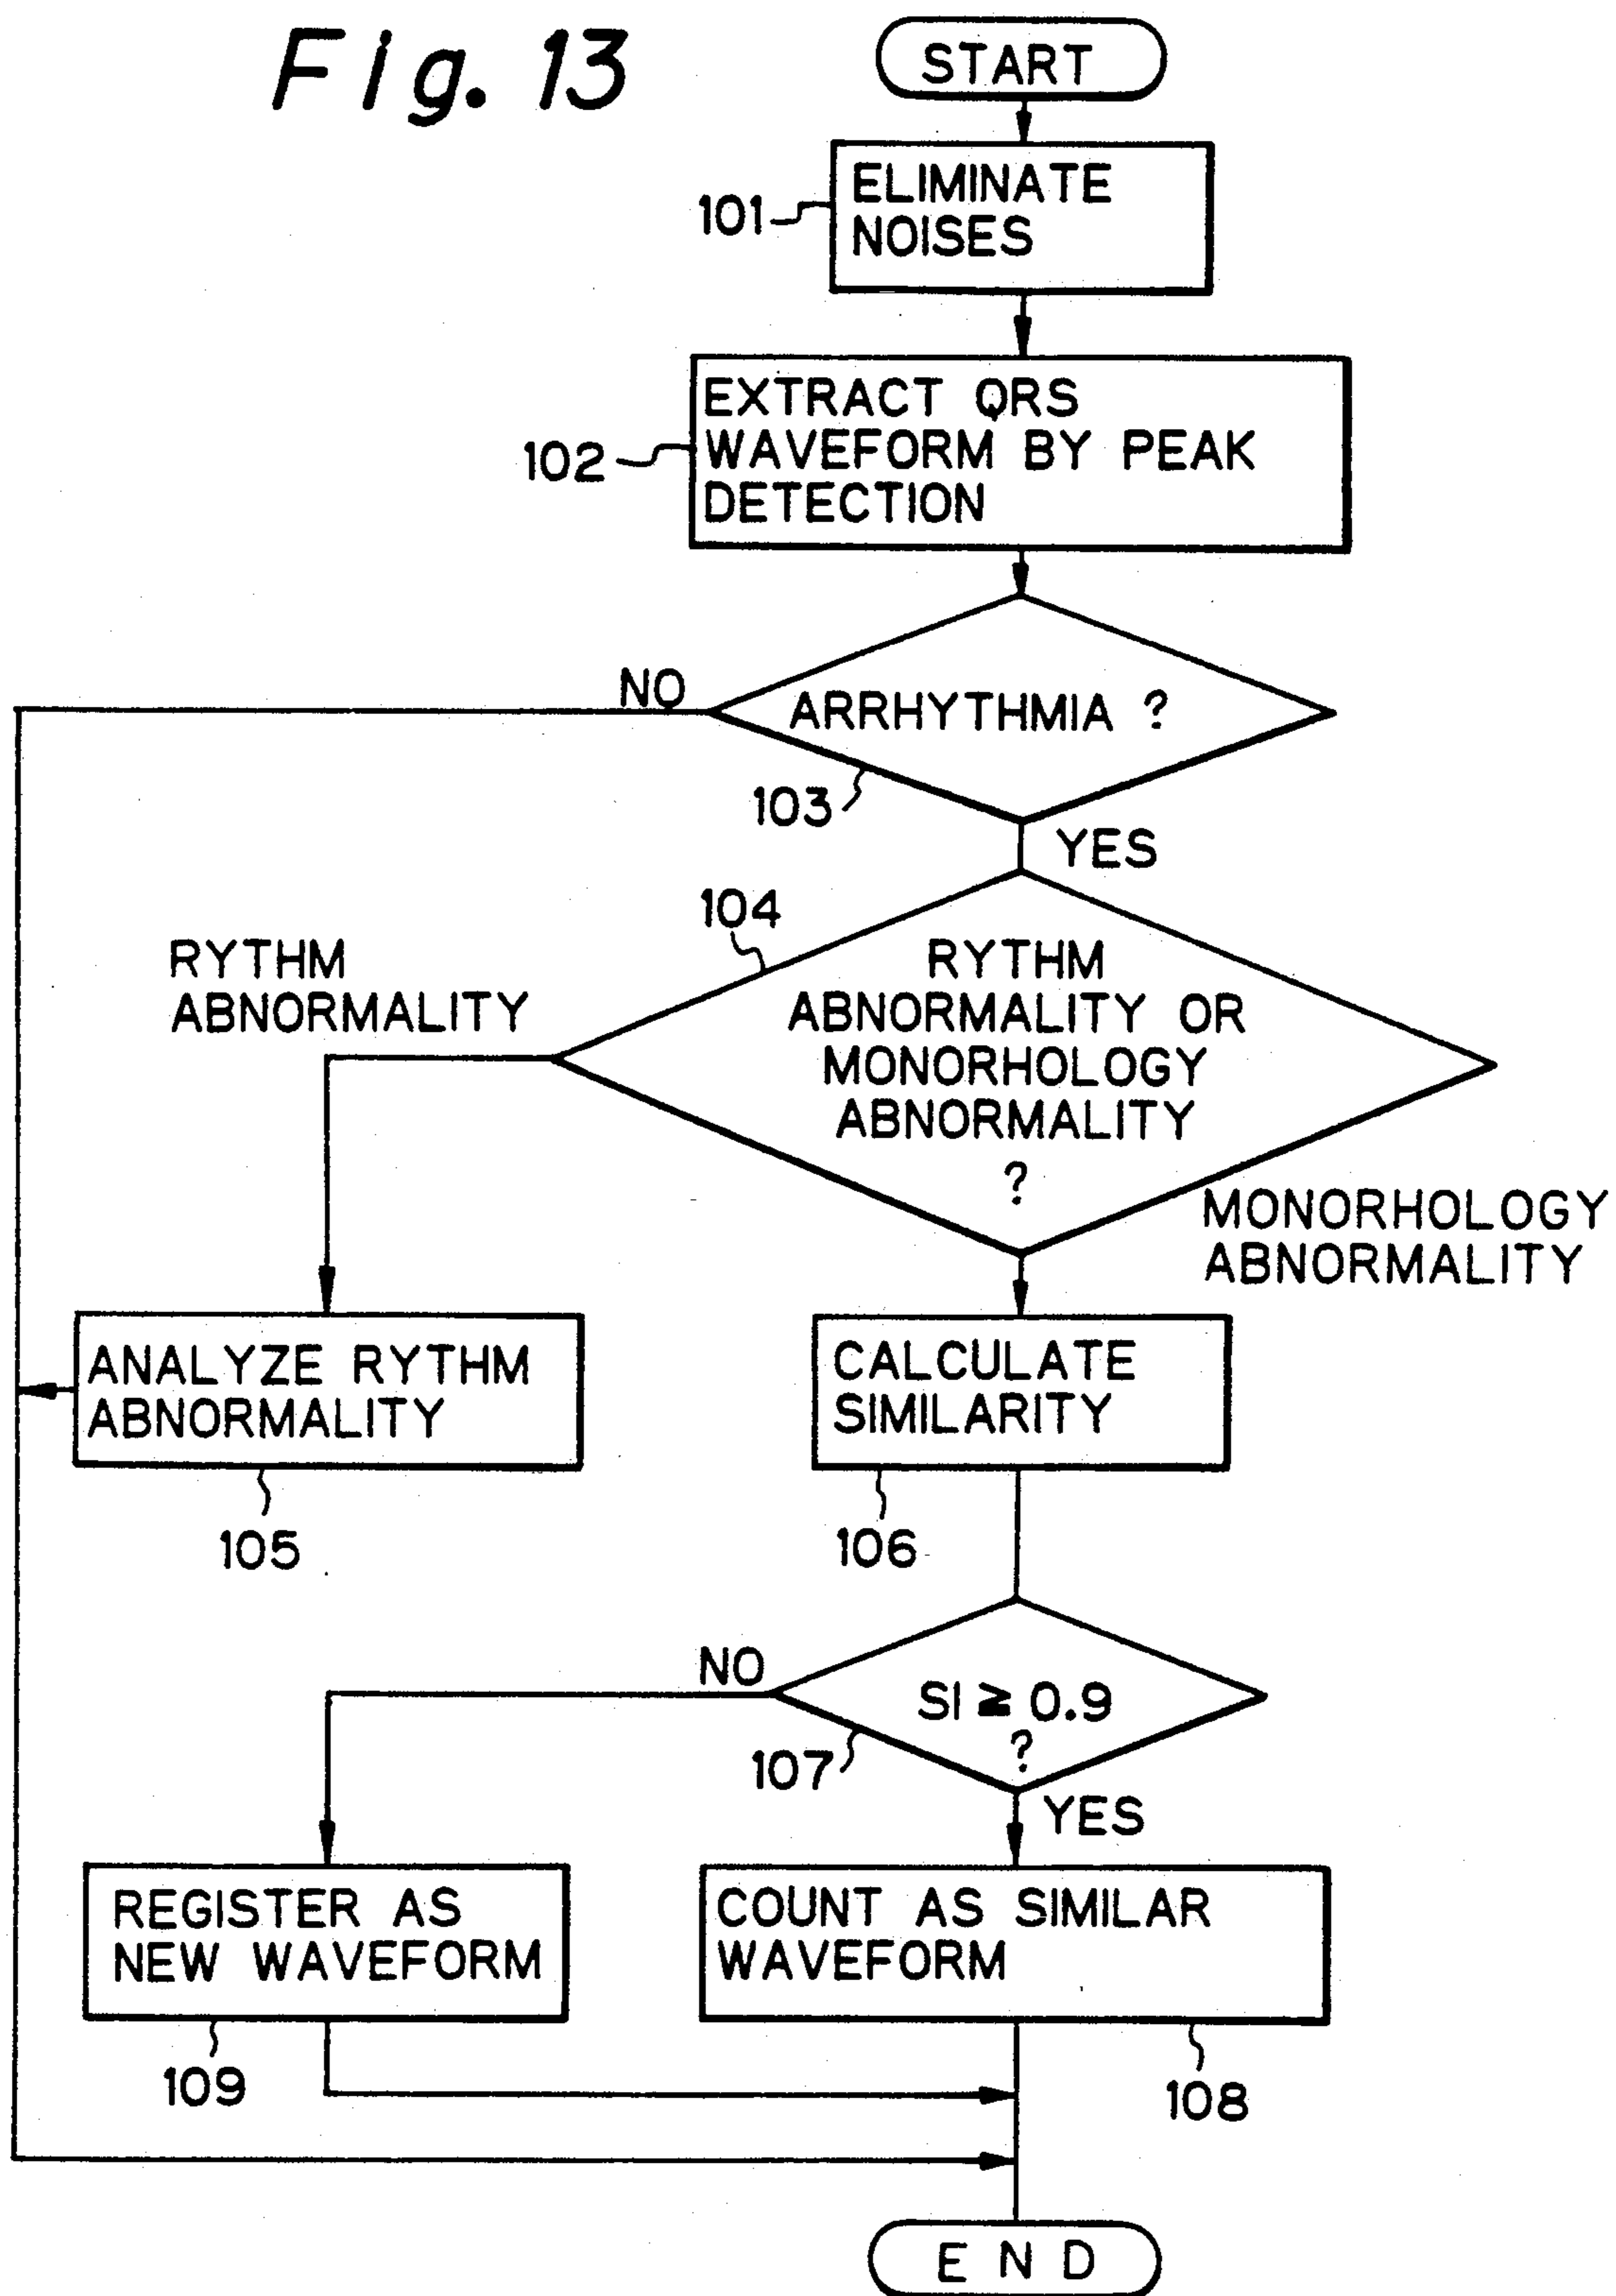 Fig. 13
START
101
ELIMINATE
NOISES
102
EXTRACT QRS
WAVEFORM BY PEAK
DETECTION
NO
ARRHYTHMIA ?
103
YES
104
RYTHM
ABNORMALITY
RYTHM
ABNORMALITY OR
MONORHOLOGY
ABNORMALITY
?
MONORHOLOGY
ABNORMALITY
ANALYZE RYTHM
ABNORMALITY
105
CALCULATE
SIMILARITY
106
NO
SI ≧ 0.9
?
107
YES
REGISTER AS
NEW WAVEFORM
109
COUNT AS SIMILAR
WAVEFORM
108
END